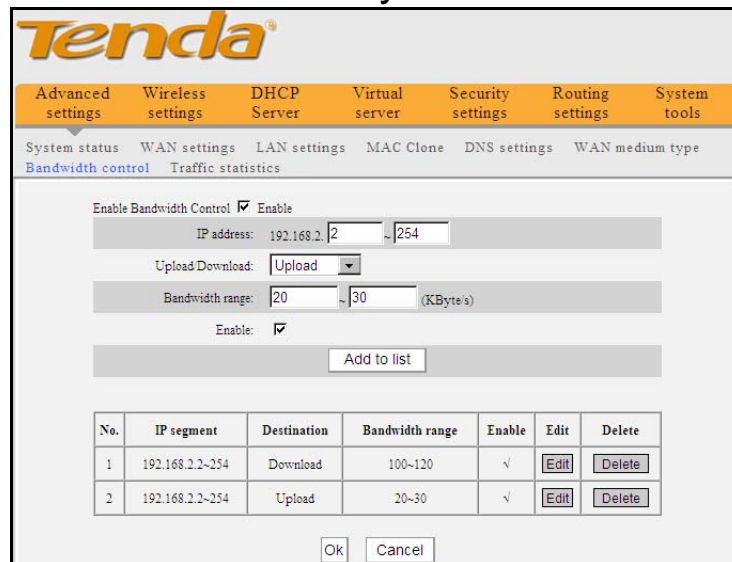 Tenda®
Advanced settings Wireless settings DHCP Server Virtual server Security settings Routing settings System tools
System status WAN settings LAN settings MAC Clone DNS settings WAN medium type
Bandwidth control Traffic statistics
Enable Bandwidth Control Enable
IP address: 192.168.2. 2 ~ 254
Upload/Download: Upload
Bandwidth range: 20 ~ 30 (KByte/s)
Enable:
Add to list
No. IP segment Destination Bandwidth range Enable Edit Delete
1 192.168.2.2~254 Download 100~120 √ Edit Delete
2 192.168.2.2~254 Upload 20~30 √ Edit Delete
Ok Cancel